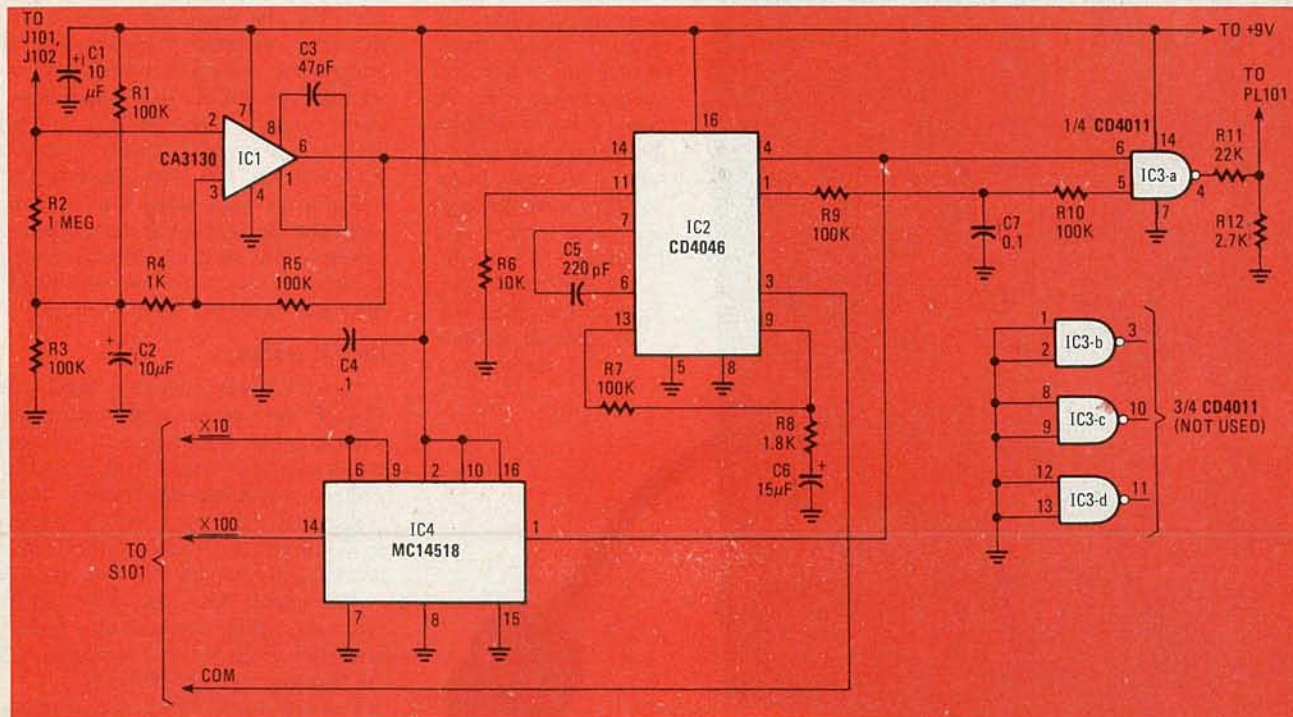 TO
J101,
J102
+
C1
10
µF
R1
100K
C3
47pF
TO +9V
TO
PL101
7
8
2
6
CA3130
IC1
3
4
1
R2
1 MEG
R4
1K
R5
100K
R3
100K
+
C2
10µF
16
14
4
11
1
7
IC2
CD4046
C5
220pF
6
3
13
9
5
8
R6
10K
R7
100K
R9
100K
C7
0.1
R10
100K
1/4 CD4011
6
14
5
IC3-a
4
7
R11
22K
R12
2.7K
R8
1.8K
C6
+
15µF
C4
.1
1
2
IC3-b
3
8
9
IC3-c
10
12
13
IC3-d
11
3/4 CD4011
(NOT USED)
X10
X100
TO
S101
COM
6
9
2
10
16
14
IC4
MC14518
1
7
8
15